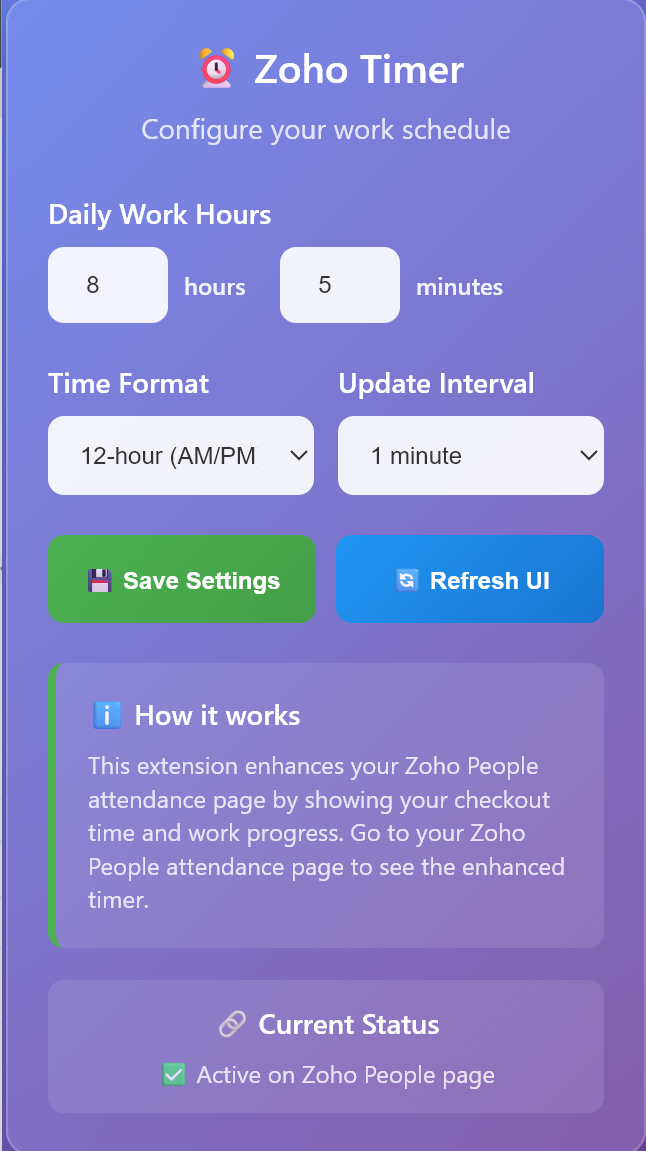 Zoho Timer
Configure your work schedule
Daily Work Hours
8 hours 5 minutes
Time Format Update Interval
12-hour (AM/PM 1 minute
Save Settings Refresh UI
How it works
This extension enhances your Zoho People
attendance page by showing your checkout
time and work progress. Go to your Zoho
People attendance page to see the enhanced
timer.
Current Status
Active on Zoho People page